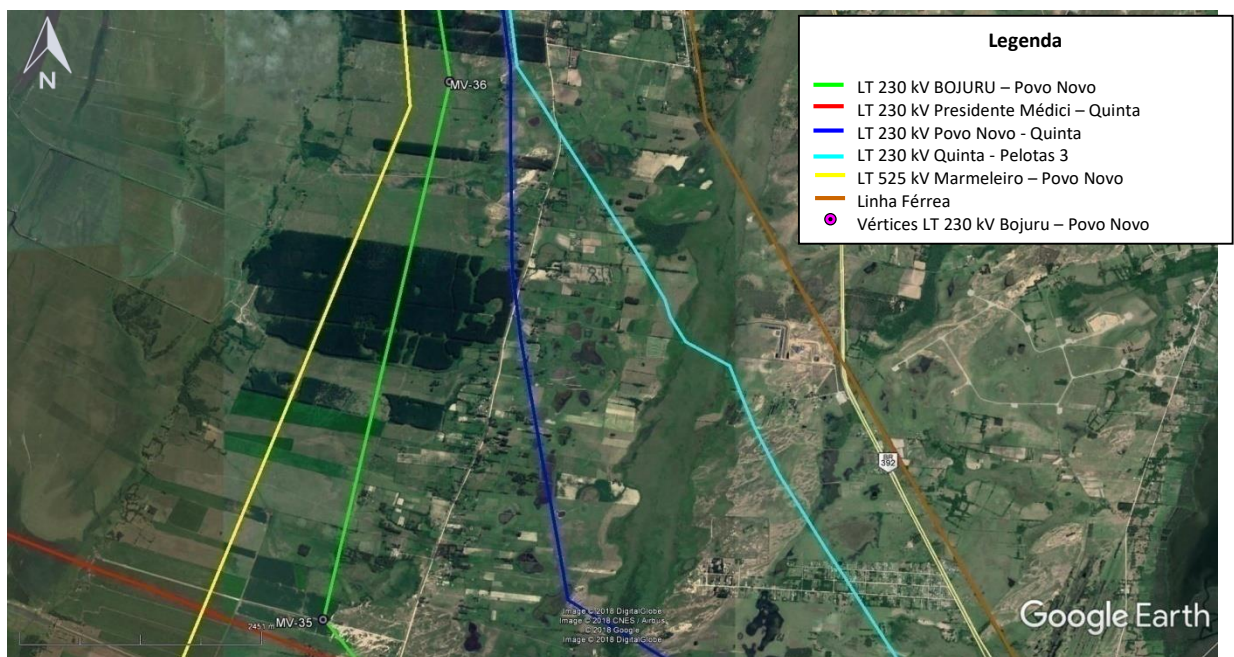 N
MV-36
Legenda
LT 230 kV BOJURU – Povo Novo
LT 230 kV Presidente Médici – Quinta
LT 230 kV Povo Novo - Quinta
LT 230 kV Quinta - Pelotas 3
LT 525 kV Marmeleiro – Povo Novo
Linha Férrea
Vértices LT 230 kV Bojuru – Povo Novo
BR
392
MV-35
2451 m
Image © 2018 DigitalGlobe
Image © 2018 CNES / Airbus
© 2018 Google
Image © 2018 DigitalGlobe
Google Earth